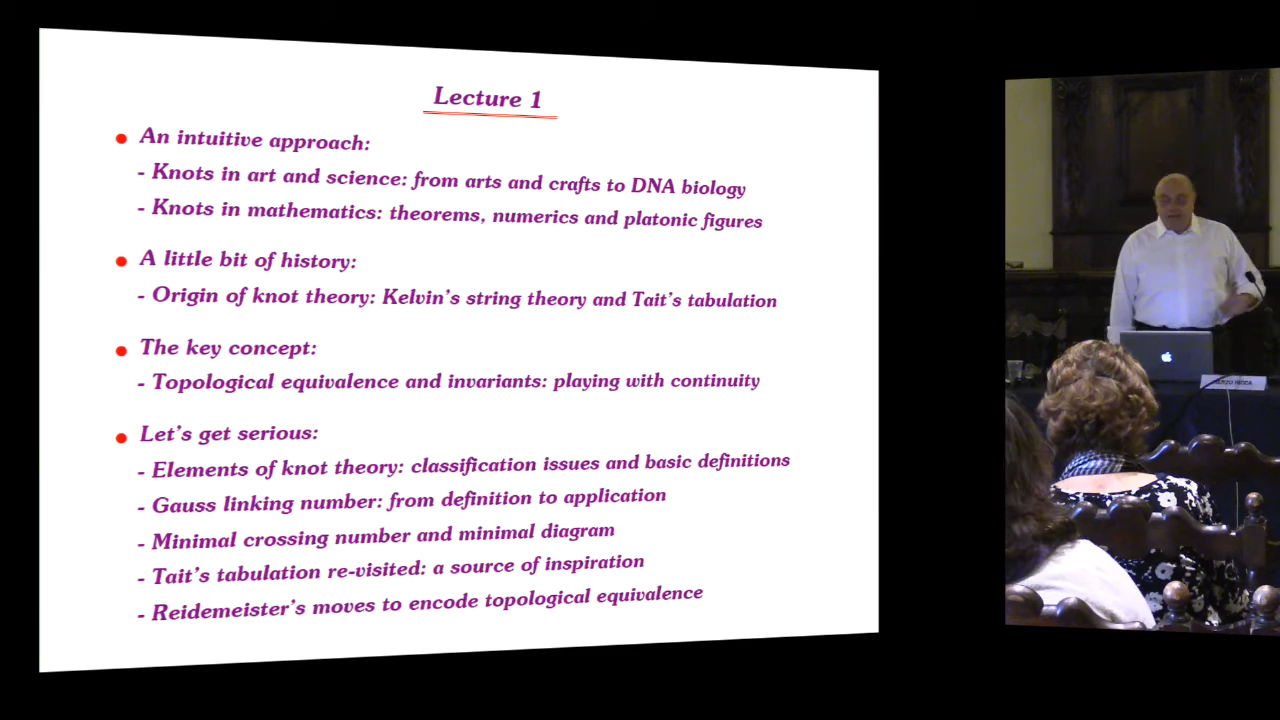 Lecture 1
• An intuitive approach:
- Knots in art and science: from arts and crafts to DNA biology
- Knots in mathematics: theorems, numerics and platonic figures
• A little bit of history:
- Origin of knot theory: Kelvin's string theory and Tait's tabulation
• The key concept:
- Topological equivalence and invariants: playing with continuity
• Let's get serious:
- Elements of knot theory: classification issues and basic definitions
- Gauss linking number: from definition to application
- Minimal crossing number and minimal diagram
- Tait's tabulation re-visited: a source of inspiration
- Reidemeister's moves to encode topological equivalence